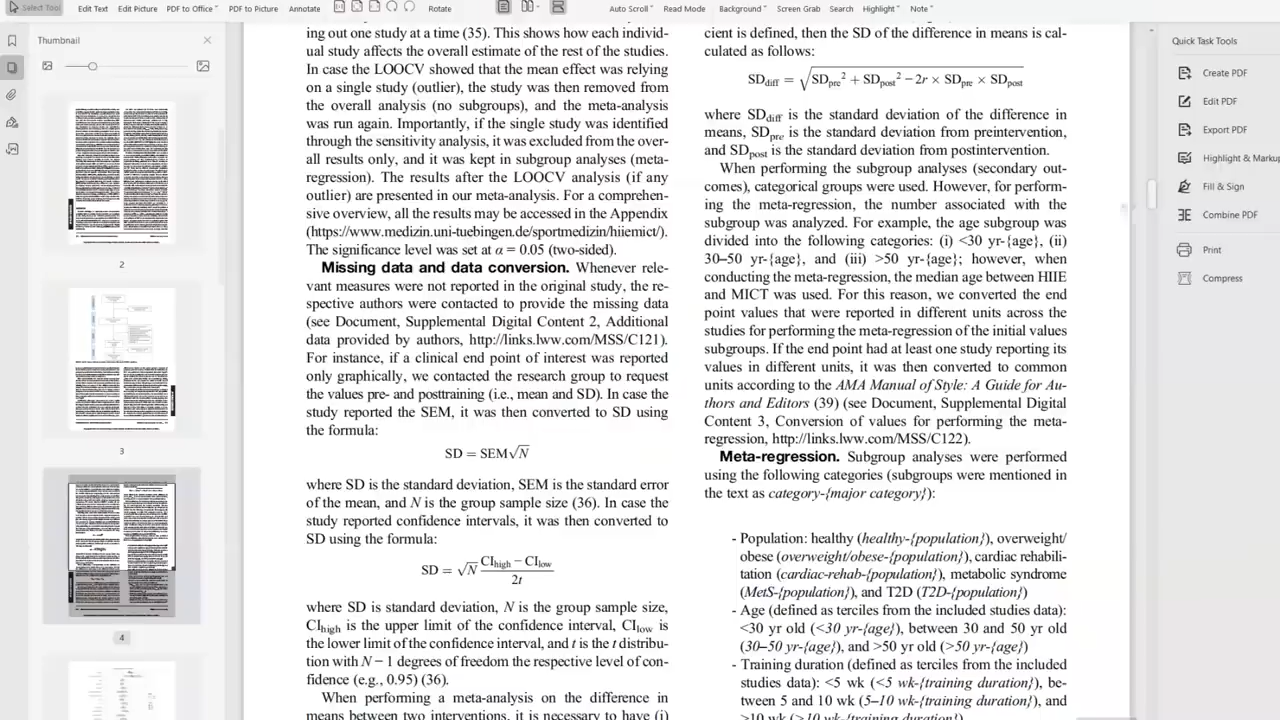 Select Tool
Edit Text
Edit Picture
PDF to Office
PDF to Picture
Annotate
Rotate
Auto Scroll
Read Mode
Background
Screen Grab
Search
Highlight
Note
Thumbnail
2
3
4
ing out one study at a time (35). This shows how each individ-
ual study affects the overall estimate of the rest of the studies.
In case the LOOCV showed that the mean effect was relying
on a single study (outlier), the study was then removed from
the overall analysis (no subgroups), and the meta-analysis
was run again. Importantly, if the single study was identified
through the sensitivity analysis, it was excluded from the over-
all results only, and it was kept in subgroup analyses (meta-
regression). The results after the LOOCV analysis (if any
outlier) are presented in our meta-analysis. For a comprehen-
sive overview, all the results may be accessed in the Appendix
(https://www.medizin.uni-tuebingen.de/sportmedizin/hiiemict/).
The significance level was set at α = 0.05 (two-sided).
Missing data and data conversion. Whenever rele-
vant measures were not reported in the original study, the re-
spective authors were contacted to provide the missing data
(see Document, Supplemental Digital Content 2, Additional
data provided by authors, http://links.lww.com/MSS/C121).
For instance, if a clinical end point of interest was reported
only graphically, we contacted the research group to request
the values pre- and posttraining (i.e., mean and SD). In case the
study reported the SEM, it was then converted to SD using
the formula:
SD = SEM√N
where SD is the standard deviation, SEM is the standard error
of the mean, and N is the group sample size (36). In case the
study reported confidence intervals, it was then converted to
SD using the formula:
SD = √N (CIhigh − CIlow) / 2t
where SD is standard deviation, N is the group sample size,
CIhigh is the upper limit of the confidence interval, CIlow is
the lower limit of the confidence interval, and t is the t distribu-
tion with N − 1 degrees of freedom the respective level of con-
fidence (e.g., 0.95) (36).
When performing a meta-analysis on the difference in
means between two interventions, it is necessary to have (i)
cient is defined, then the SD of the difference in means is cal-
culated as follows:
SDdiff = √(SDpre² + SDpost² − 2r × SDpre × SDpost)
where SDdiff is the standard deviation of the difference in
means, SDpre is the standard deviation from preintervention,
and SDpost is the standard deviation from postintervention.
When performing the subgroup analyses (secondary out-
comes), categorical groups were used. However, for perform-
ing the meta-regression, the number associated with the
subgroup was analyzed. For example, the age subgroup was
divided into the following categories: (i) <30 yr-{age}, (ii)
30–50 yr-{age}, and (iii) >50 yr-{age}; however, when
conducting the meta-regression, the median age between HIIE
and MICT was used. For this reason, we converted the end
point values that were reported in different units across the
studies for performing the meta-regression of the initial values
subgroups. If the end point had at least one study reporting its
values in different units, it was then converted to common
units according to the AMA Manual of Style: A Guide for Au-
thors and Editors (39) (see Document, Supplemental Digital
Content 3, Conversion of values for performing the meta-
regression, http://links.lww.com/MSS/C122).
Meta-regression. Subgroup analyses were performed
using the following categories (subgroups were mentioned in
the text as category-{major category}):
- Population: healthy (healthy-{population}), overweight/
obese (overweight/obese-{population}), cardiac rehabili-
tation (cardiac-rehab-{population}), metabolic syndrome
(MetS-{population}), and T2D (T2D-{population})
- Age (defined as terciles from the included studies data):
<30 yr old (<30 yr-{age}), between 30 and 50 yr old
(30–50 yr-{age}), and >50 yr old (>50 yr-{age})
- Training duration (defined as terciles from the included
studies data): <5 wk (<5 wk-{training duration}), be-
tween 5 and 10 wk (5–10 wk-{training duration}), and
>10 wk (>10 wk-{training duration})
Quick Task Tools
Create PDF
Edit PDF
Export PDF
Highlight & Marku
Fill & Sign
Combine PDF
Print
Compress